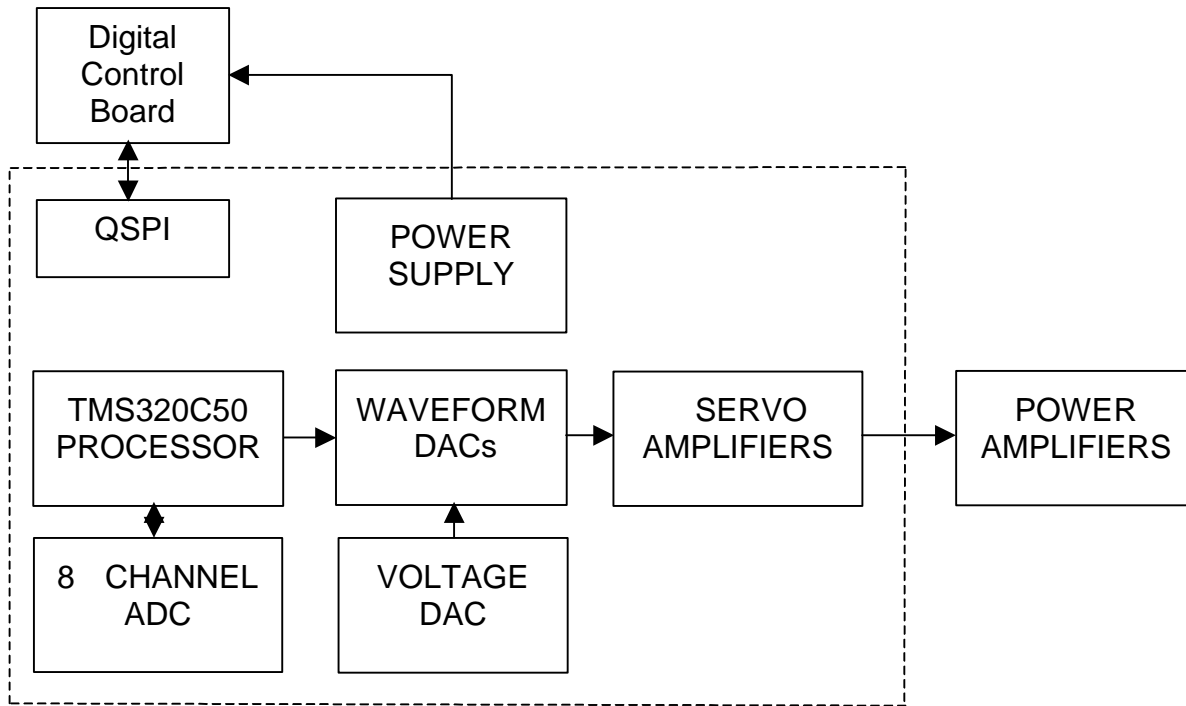 Digital
Control
Board
QSPI
POWER
SUPPLY
TMS320C50
PROCESSOR
WAVEFORM
DACs
SERVO
AMPLIFIERS
POWER
AMPLIFIERS
8 CHANNEL
ADC
VOLTAGE
DAC